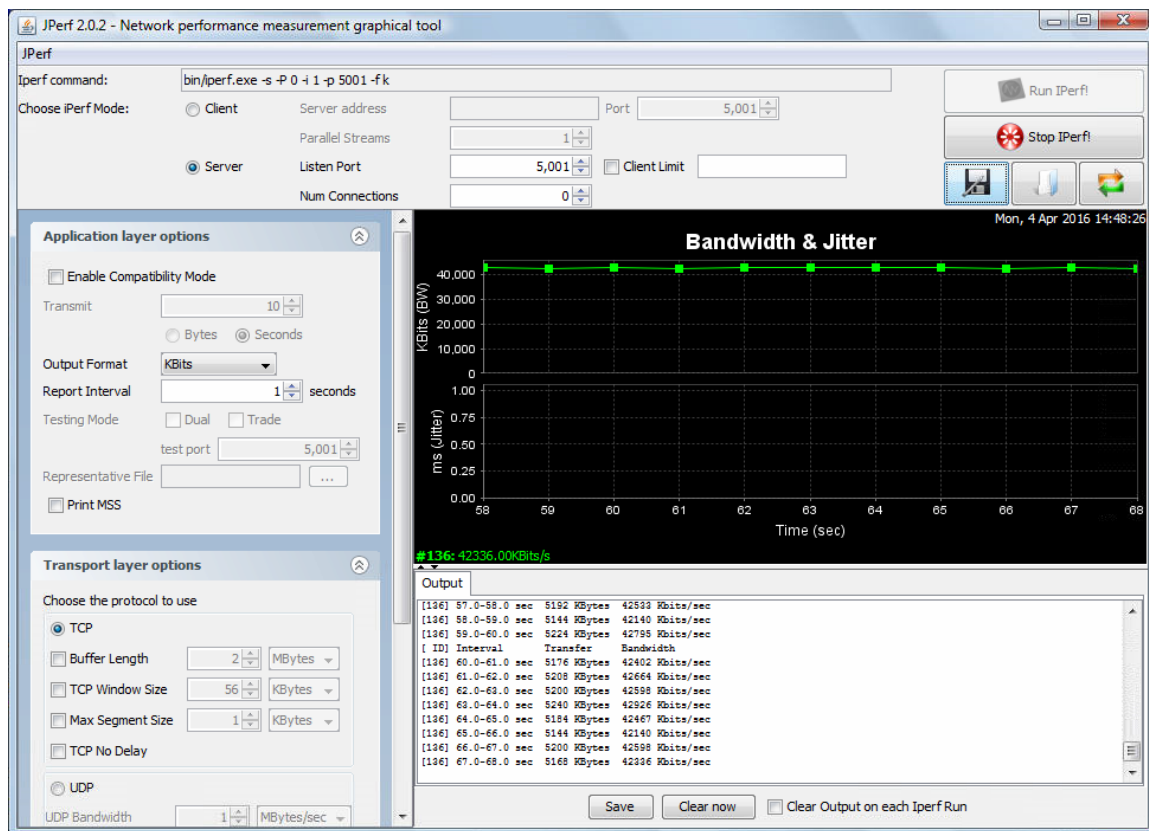 JPerf 2.0.2 - Network performance measurement graphical tool
JPerf
Iperf command: bin/iperf.exe -s -P 0 -i 1 -p 5001 -f k
Run IPerf!
Choose iPerf Mode: Client Server address Port 5,001
Parallel Streams 1
Stop IPerf!
Server Listen Port 5,001 Client Limit
Num Connections 0
Application layer options
Enable Compatibility Mode
Transmit 10
Bytes Seconds
Output Format KBits
Report Interval 1 seconds
Testing Mode Dual Trade
test port 5,001
Representative File ...
Print MSS
Transport layer options
Choose the protocol to use
TCP
Buffer Length 2 MBytes
TCP Window Size 56 KBytes
Max Segment Size 1 KBytes
TCP No Delay
UDP
UDP Bandwidth 1 MBytes/sec
Mon, 4 Apr 2016 14:48:26
Bandwidth & Jitter
KBits (BW)
40,000
30,000
20,000
10,000
0
ms (Jitter)
1.00
0.75
0.50
0.25
0.00
58 59 60 61 62 63 64 65 66 67 68
Time (sec)
#136: 42336.00KBits/s
Output
[136] 57.0-58.0 sec 5192 KBytes 42533 Kbits/sec
[136] 58.0-59.0 sec 5144 KBytes 42140 Kbits/sec
[136] 59.0-60.0 sec 5224 KBytes 42795 Kbits/sec
[ ID] Interval Transfer Bandwidth
[136] 60.0-61.0 sec 5176 KBytes 42402 Kbits/sec
[136] 61.0-62.0 sec 5208 KBytes 42664 Kbits/sec
[136] 62.0-63.0 sec 5200 KBytes 42598 Kbits/sec
[136] 63.0-64.0 sec 5240 KBytes 42926 Kbits/sec
[136] 64.0-65.0 sec 5184 KBytes 42467 Kbits/sec
[136] 65.0-66.0 sec 5144 KBytes 42140 Kbits/sec
[136] 66.0-67.0 sec 5200 KBytes 42598 Kbits/sec
[136] 67.0-68.0 sec 5168 KBytes 42336 Kbits/sec
Save Clear now Clear Output on each Iperf Run